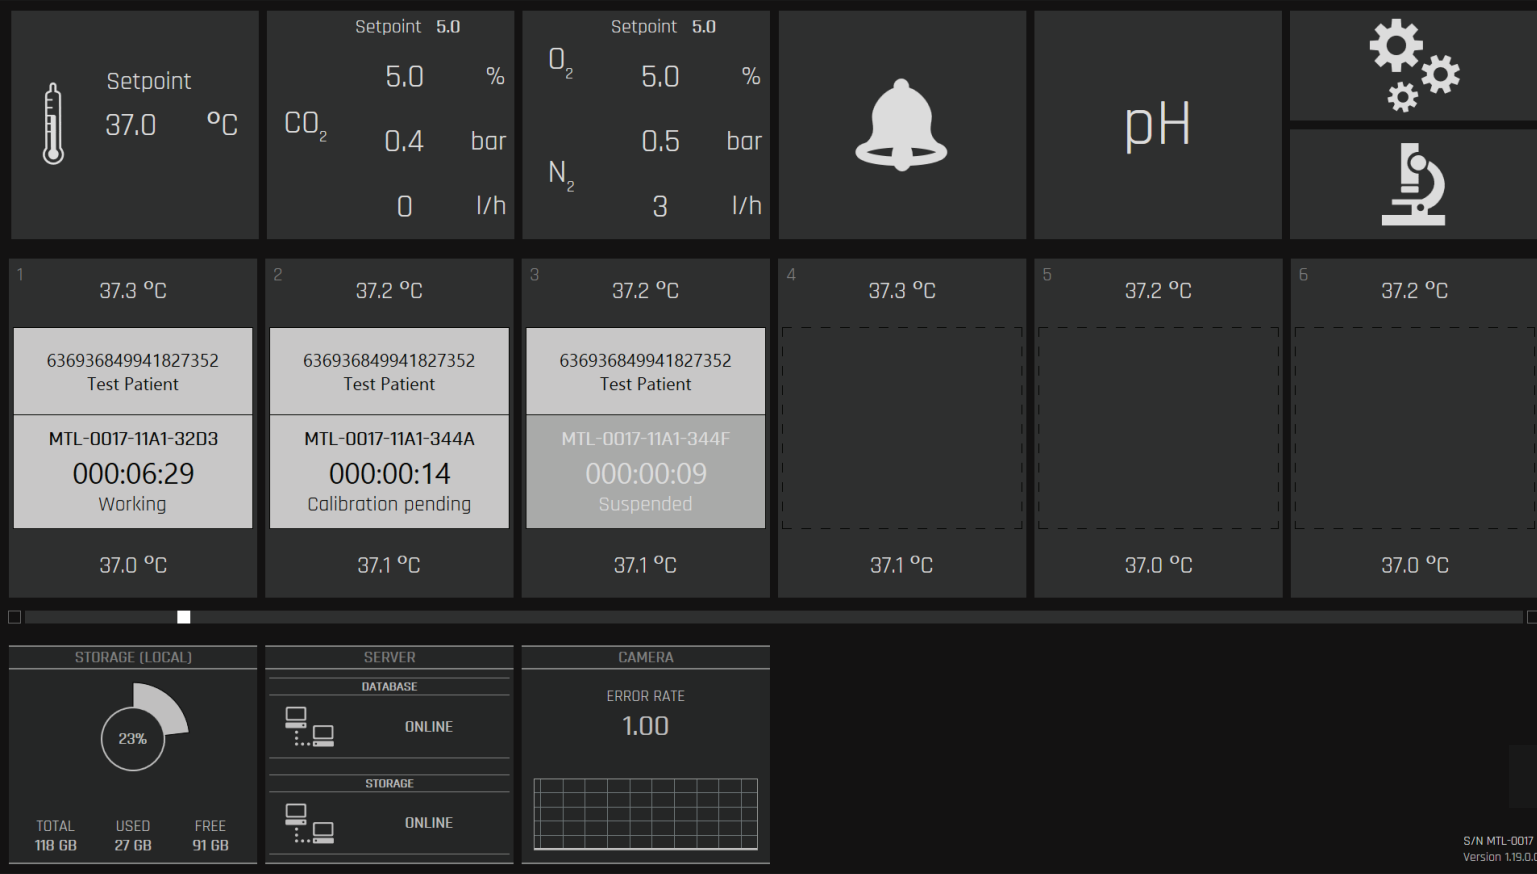 Setpoint
37.0 °C
Setpoint 5.0
5.0 %
CO2
0.4 bar
0 l/h
Setpoint 5.0
O2
5.0 %
0.5 bar
N2
3 l/h
pH
1
37.3 °C
636936849941827352
Test Patient
MTL-0017-11A1-32D3
000:06:29
Working
37.0 °C
2
37.2 °C
636936849941827352
Test Patient
MTL-0017-11A1-344A
000:00:14
Calibration pending
37.1 °C
3
37.2 °C
636936849941827352
Test Patient
MTL-0017-11A1-344F
000:00:09
Suspended
37.1 °C
4
37.3 °C
37.1 °C
5
37.2 °C
37.0 °C
6
37.2 °C
37.0 °C
STORAGE (LOCAL)
23%
TOTAL USED FREE
118 GB 27 GB 91 GB
SERVER
DATABASE
ONLINE
STORAGE
ONLINE
CAMERA
ERROR RATE
1.00
S/N MTL-0017
Version 1.19.0.